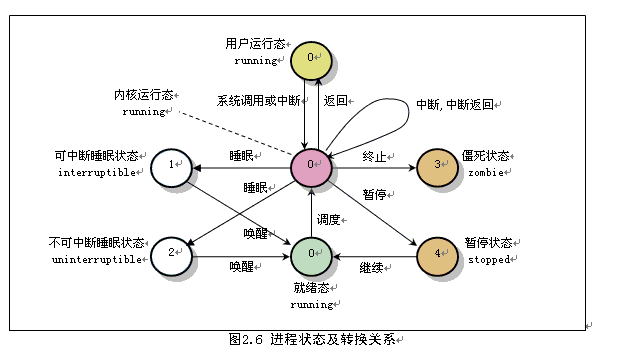 用户运行态
running
0
系统调用或中断
返回
中断,中断返回
内核运行态
running
可中断睡眠状态
interruptible
1
睡眠
0
终止
3
僵死状态
zombie
睡眠
暂停
唤醒
调度
不可中断睡眠状态
uninterruptible
2
唤醒
0
继续
4
暂停状态
stopped
就绪态
running
图2.6 进程状态及转换关系